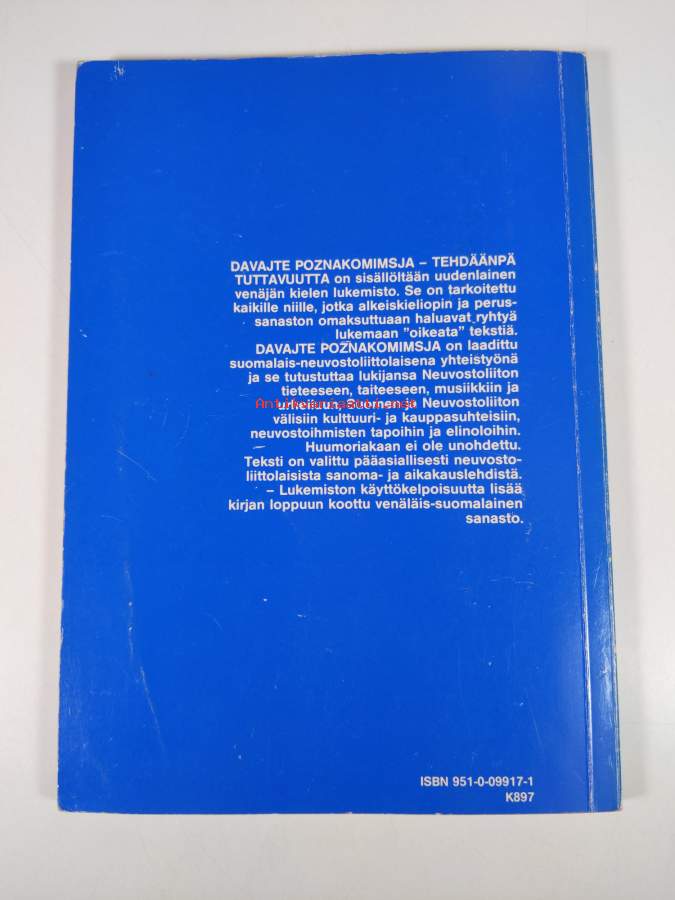 DAVAJTE POZNAKOMIMSJA – TEHDÄÄNPÄ
TUTTAVUUTTA on sisällöltään uudenlainen
venäjän kielen lukemisto. Se on tarkoitettu
kaikille niille, jotka alkeiskieliopin ja perus-
sanaston omaksuttuaan haluavat ryhtyä
lukemaan ”oikeata” tekstiä.
DAVAJTE POZNAKOMIMSJA on laadittu
suomalais-neuvostoliittolaisena yhteistyönä
ja se tutustuttaa lukijansa Neuvostoliiton
tieteeseen, taiteeseen, musiikkiin ja
urheiluun, Suomen ja Neuvostoliiton
välisiin kulttuuri- ja kauppasuhteisiin,
neuvostoihmisten tapoihin ja elinoloihin.
Huumoriakaan ei ole unohdettu.
Teksti on valittu pääasiallisesti neuvosto-
liittolaisista sanoma- ja aikakauslehdistä.
– Lukemiston käyttökelpoisuutta lisää
kirjan loppuun koottu venäläis-suomalainen
sanasto.
ISBN 951-0-09917-1
K897